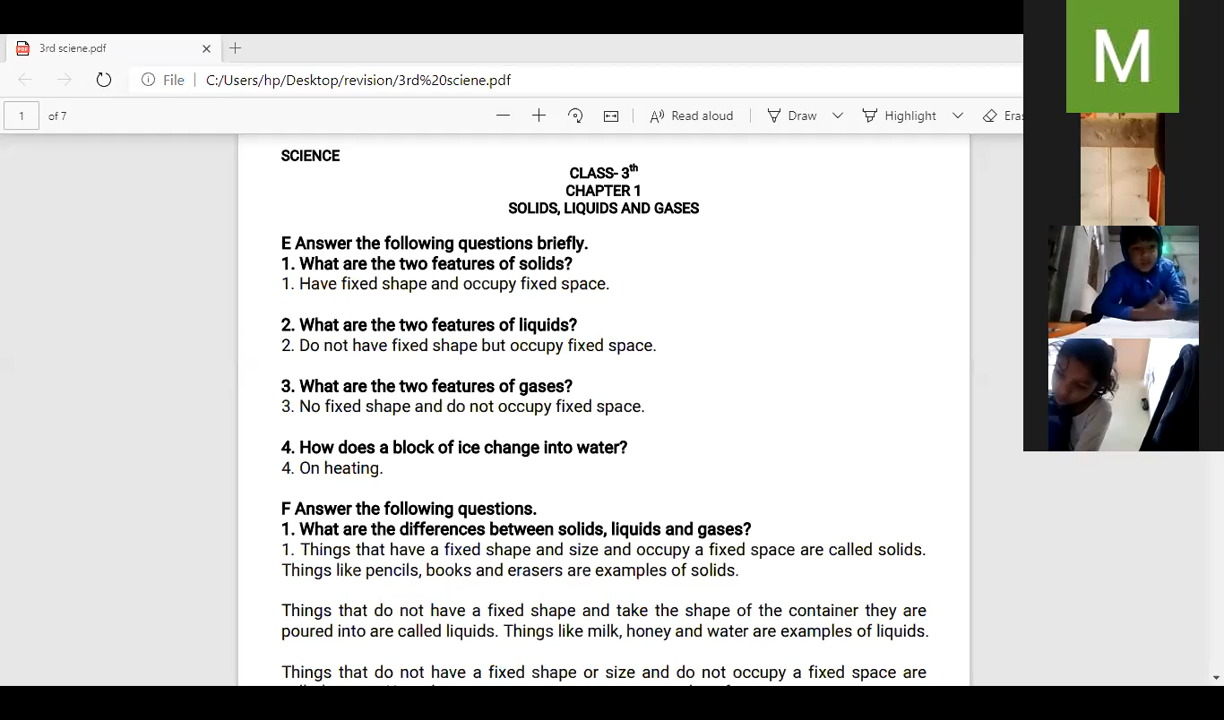 M
3rd sciene.pdf
File C:/Users/hp/Desktop/revision/3rd%20sciene.pdf
1 of 7 Read aloud Draw Highlight
SCIENCE
CLASS- 3th
CHAPTER 1
SOLIDS, LIQUIDS AND GASES
E Answer the following questions briefly.
1. What are the two features of solids?
1. Have fixed shape and occupy fixed space.
2. What are the two features of liquids?
2. Do not have fixed shape but occupy fixed space.
3. What are the two features of gases?
3. No fixed shape and do not occupy fixed space.
4. How does a block of ice change into water?
4. On heating.
F Answer the following questions.
1. What are the differences between solids, liquids and gases?
1. Things that have a fixed shape and size and occupy a fixed space are called solids.
Things like pencils, books and erasers are examples of solids.
Things that do not have a fixed shape and take the shape of the container they are
poured into are called liquids. Things like milk, honey and water are examples of liquids.
Things that do not have a fixed shape or size and do not occupy a fixed space are